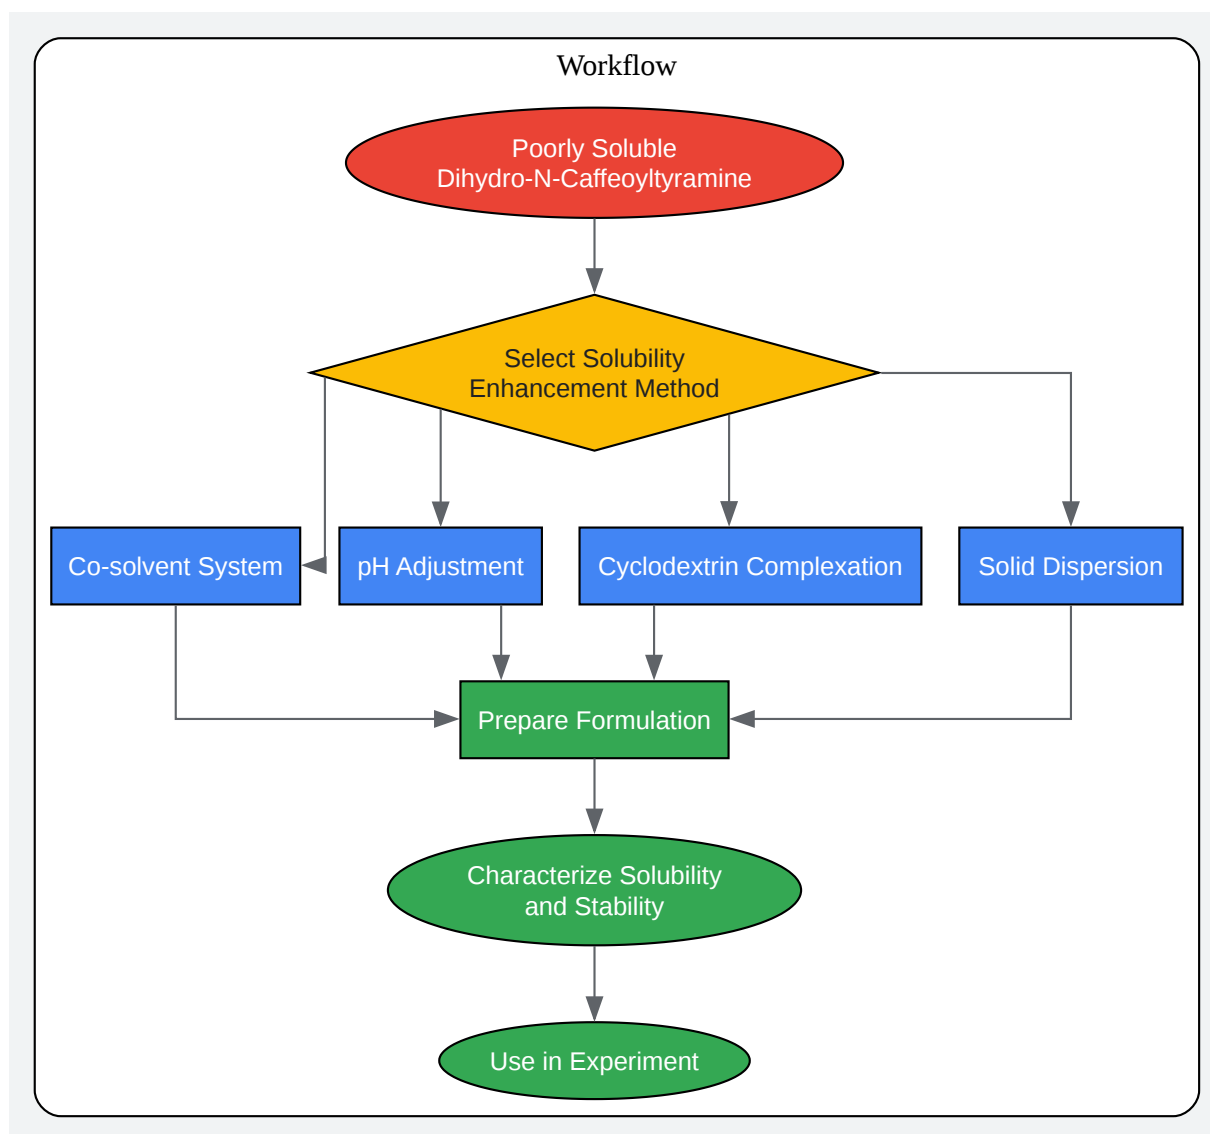 Workflow
Poorly Soluble
Dihydro-N-Caffeoyltyramine
Select Solubility
Enhancement Method
Co-solvent System
pH Adjustment
Cyclodextrin Complexation
Solid Dispersion
Prepare Formulation
Characterize Solubility
and Stability
Use in Experiment